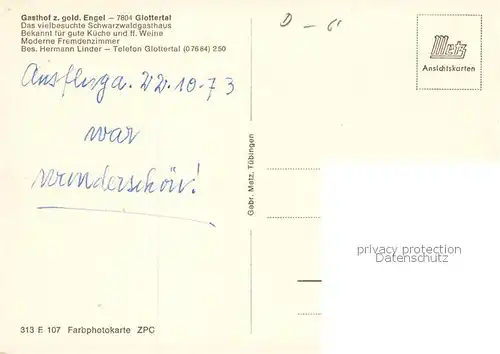 Gasthof z. gold. Engel – 7804 Glottertal
Das vielbesuchte Schwarzwaldgasthaus
Bekannt für gute Küche und ff. Weine
Moderne Fremdenzimmer
Bes. Hermann Linder – Telefon Glottertal (07684) 250
22.10.73
war
wunderschön!
313 E 107 Farbphotokarte ZPC
Gebr. Metz, Tübingen
D-6
Metz
Ansichtskarten
privacy protection
AnsichtskartenKoeln.de